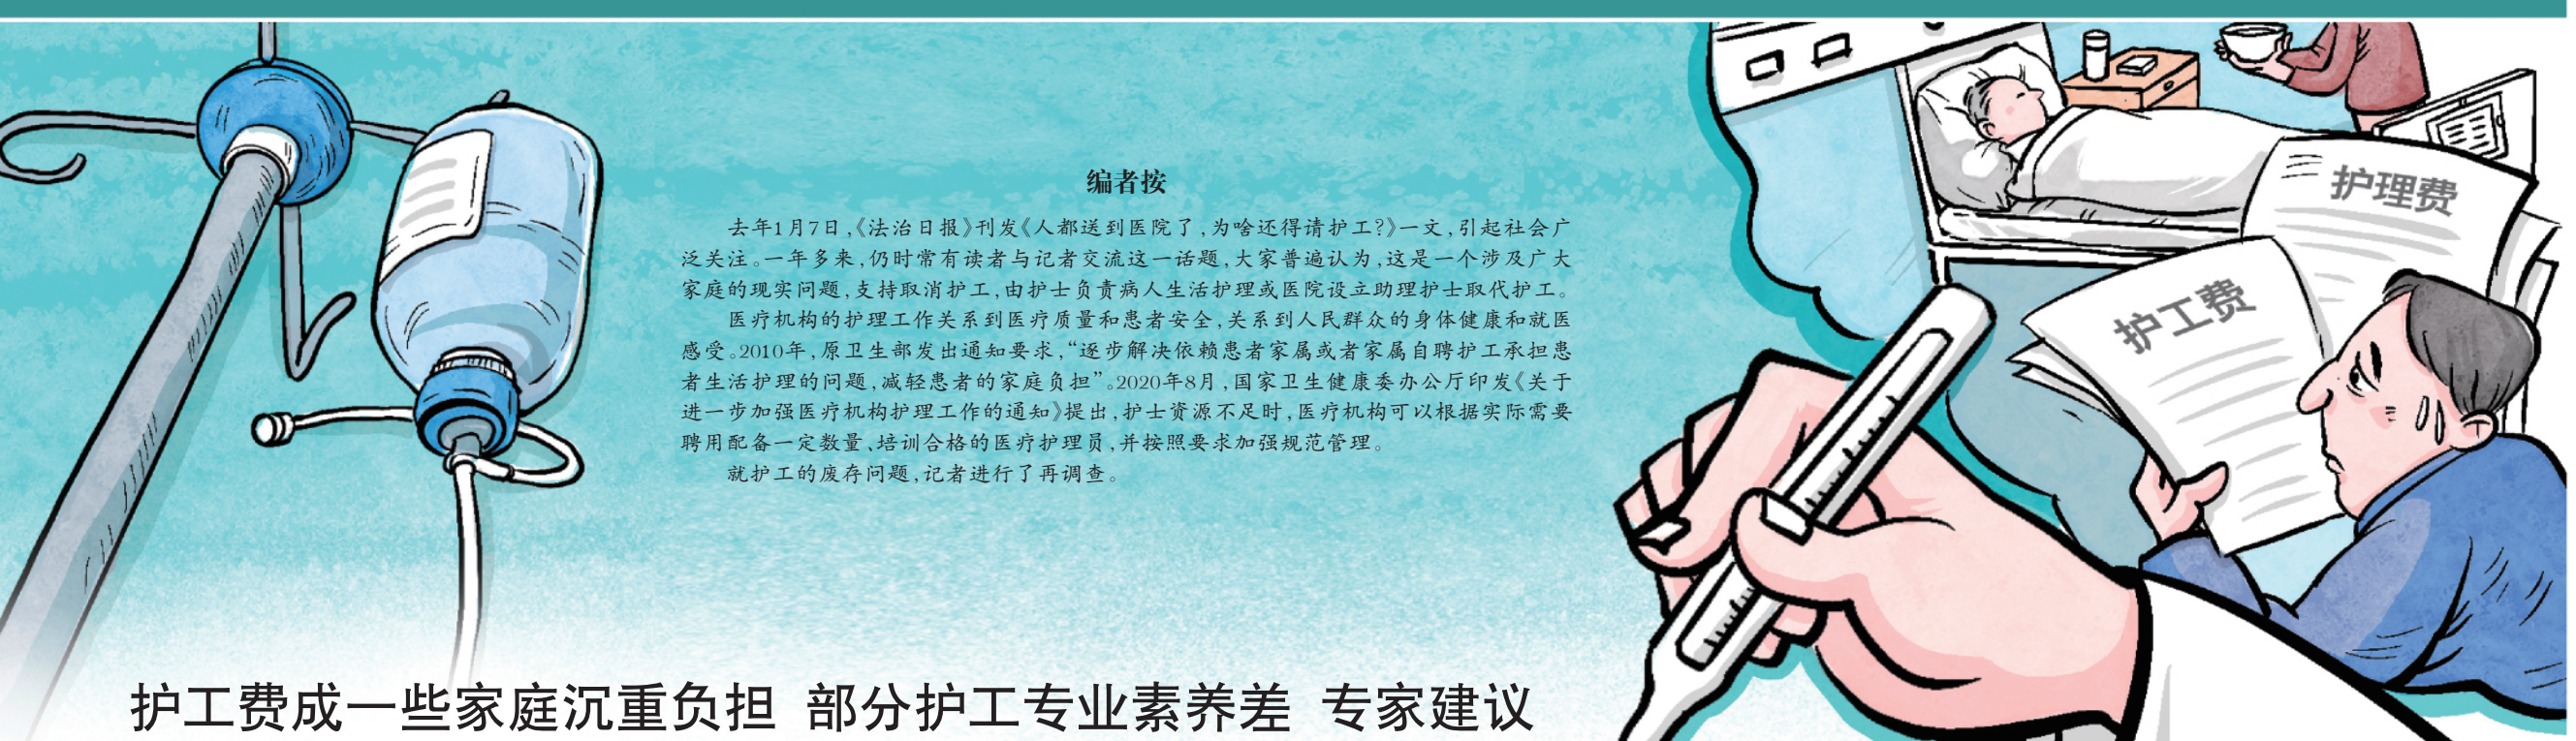 编者按
去年1月7日，《法治日报》刊发《人都送到医院了，为啥还得请护工？》一文，引起社会广
泛关注。一年多来，仍时常有读者与记者交流这一话题，大家普遍认为，这是一个涉及广大
家庭的现实问题，支持取消护工，由护士负责病人生活护理或医院设立助理护士取代护工。
医疗机构的护理工作关系到医疗质量和患者安全，关系到人民群众的身体健康和就医
感受。2010年，原卫生部发出通知要求，“逐步解决依赖患者家属或者家属自聘护工承担患
者生活护理的问题，减轻患者的家庭负担”。2020年8月，国家卫生健康委办公厅印发《关于
进一步加强医疗机构护理工作的通知》提出，护士资源不足时，医疗机构可以根据实际需要
聘用配备一定数量、培训合格的医疗护理员，并按照要求加强规范管理。
就护工的废存问题，记者进行了再调查。
护理费
护工费
护工费成一些家庭沉重负担 部分护工专业素养差 专家建议